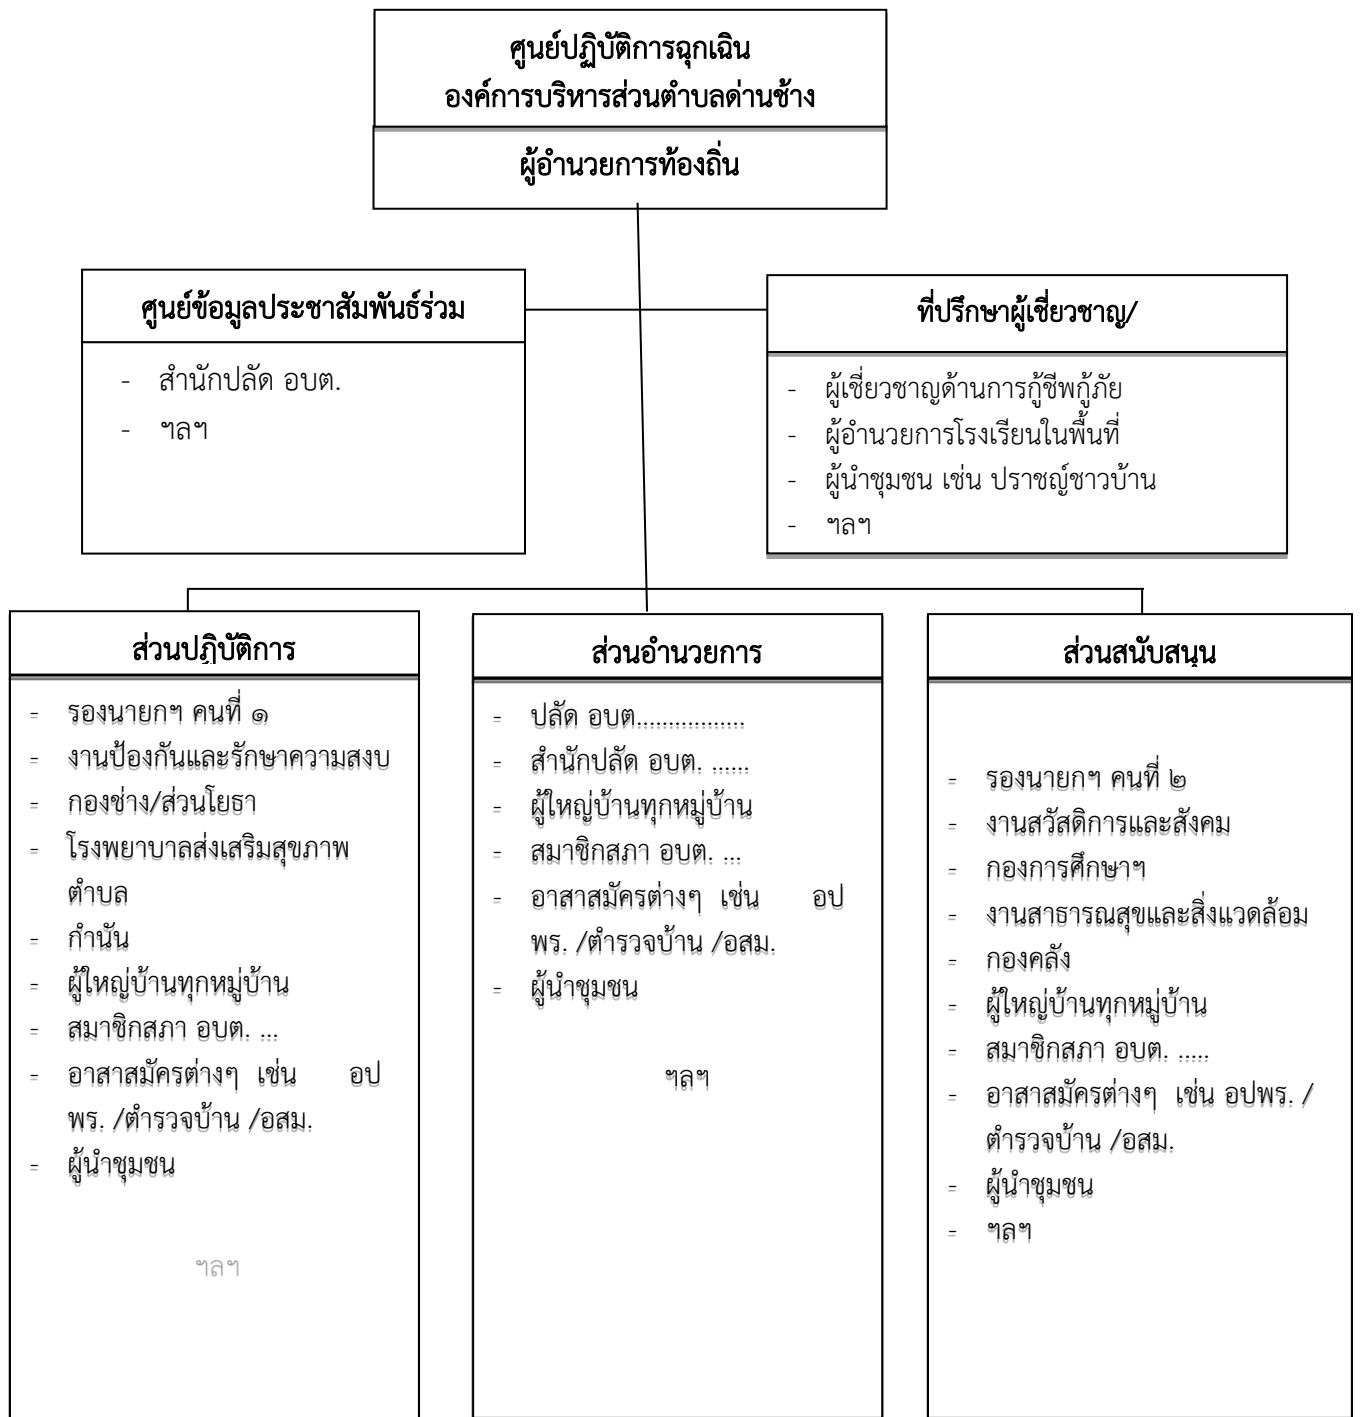 ศูนย์ปฏิบัติการฉุกเฉิน
องค์การบริหารส่วนตำบลด่านช้าง
ผู้อำนวยการท้องถิ่น
ศูนย์ข้อมูลประชาสัมพันธ์ร่วม
- สำนักปลัด อบต.
- ฯลฯ
ที่ปรึกษาผู้เชี่ยวชาญ/
- ผู้เชี่ยวชาญด้านการกู้ชีพกู้ภัย
- ผู้อำนวยการโรงเรียนในพื้นที่
- ผู้นำชุมชน เช่น ปราชญ์ชาวบ้าน
- ฯลฯ
ส่วนปฏิบัติการ
- รองนายกฯ คนที่ ๑
- งานป้องกันและรักษาความสงบ
- กองช่าง/ส่วนโยธา
- โรงพยาบาลส่งเสริมสุขภาพ
ตำบล
- กำนัน
- ผู้ใหญ่บ้านทุกหมู่บ้าน
- สมาชิกสภา อบต. ...
- อาสาสมัครต่างๆ เช่น อป
พร. /ตำรวจบ้าน /อสม.
- ผู้นำชุมชน
ฯลฯ
ส่วนอำนวยการ
- ปลัด อบต.................
- สำนักปลัด อบต. ......
- ผู้ใหญ่บ้านทุกหมู่บ้าน
- สมาชิกสภา อบต. ...
- อาสาสมัครต่างๆ เช่น อป
พร. /ตำรวจบ้าน /อสม.
- ผู้นำชุมชน
ฯลฯ
ส่วนสนับสนุน
- รองนายกฯ คนที่ ๒
- งานสวัสดิการและสังคม
- กองการศึกษาฯ
- งานสาธารณสุขและสิ่งแวดล้อม
- กองคลัง
- ผู้ใหญ่บ้านทุกหมู่บ้าน
- สมาชิกสภา อบต. .....
- อาสาสมัครต่างๆ เช่น อปพร. /
ตำรวจบ้าน /อสม.
- ผู้นำชุมชน
- ฯลฯ